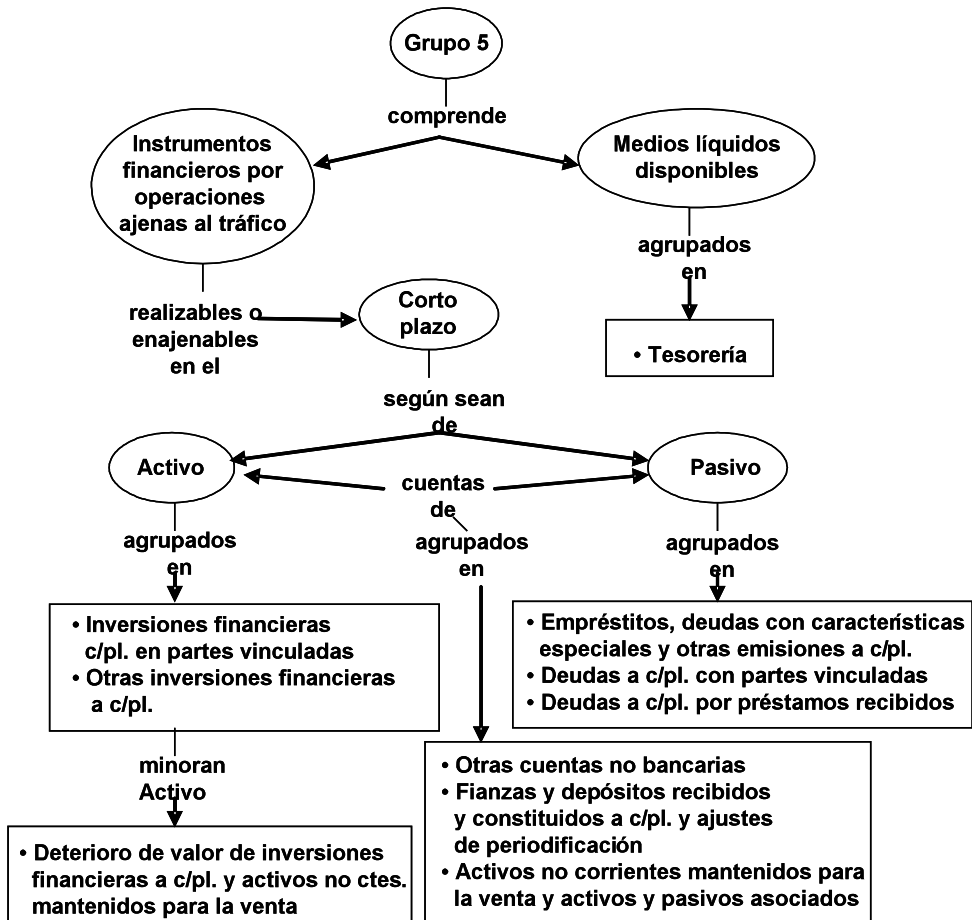 Grupo 5
comprende
Instrumentos
financieros por
operaciones
ajenas al tráfico
Medios líquidos
disponibles
agrupados
en
• Tesorería
realizables o
enajenables
en el
Corto
plazo
según sean
de
Activo
Pasivo
cuentas
de
agrupados
en
agrupados
en
agrupados
en
• Inversiones financieras
c/pl. en partes vinculadas
• Otras inversiones financieras
a c/pl.
• Empréstitos, deudas con características
especiales y otras emisiones a c/pl.
• Deudas a c/pl. con partes vinculadas
• Deudas a c/pl. por préstamos recibidos
minoran
Activo
• Otras cuentas no bancarias
• Fianzas y depósitos recibidos
y constituidos a c/pl. y ajustes
de periodificación
• Activos no corrientes mantenidos para
la venta y activos y pasivos asociados
• Deterioro de valor de inversiones
financieras a c/pl. y activos no ctes.
mantenidos para la venta